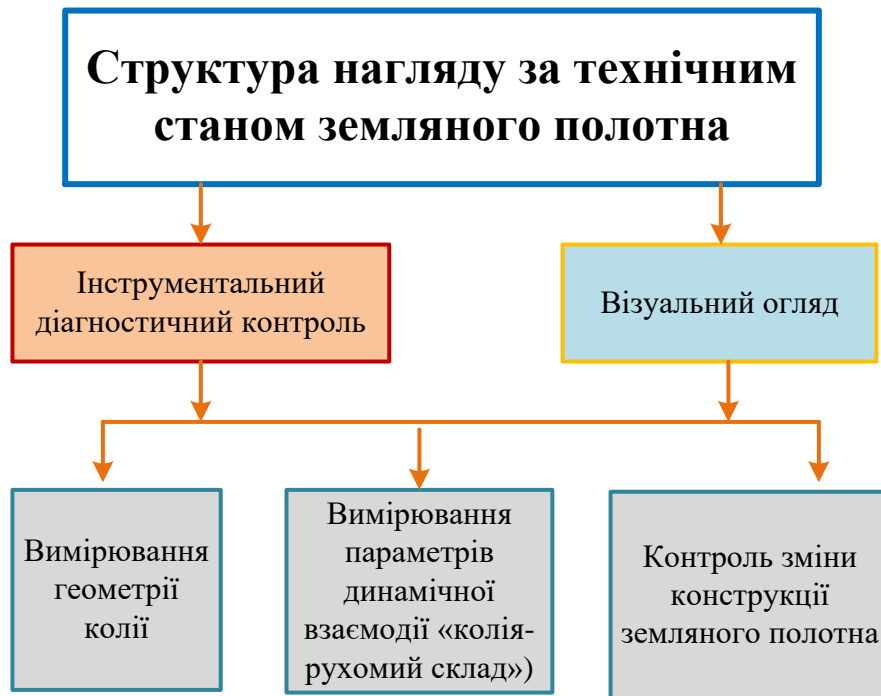 Структура нагляду за технічним
станом земляного полотна
Інструментальний
діагностичний контроль
Візуальний огляд
Вимірювання
геометрії
колії
Вимірювання
параметрів
динамічної
взаємодії «колія-
рухомий склад»)
Контроль зміни
конструкції
земляного полотна